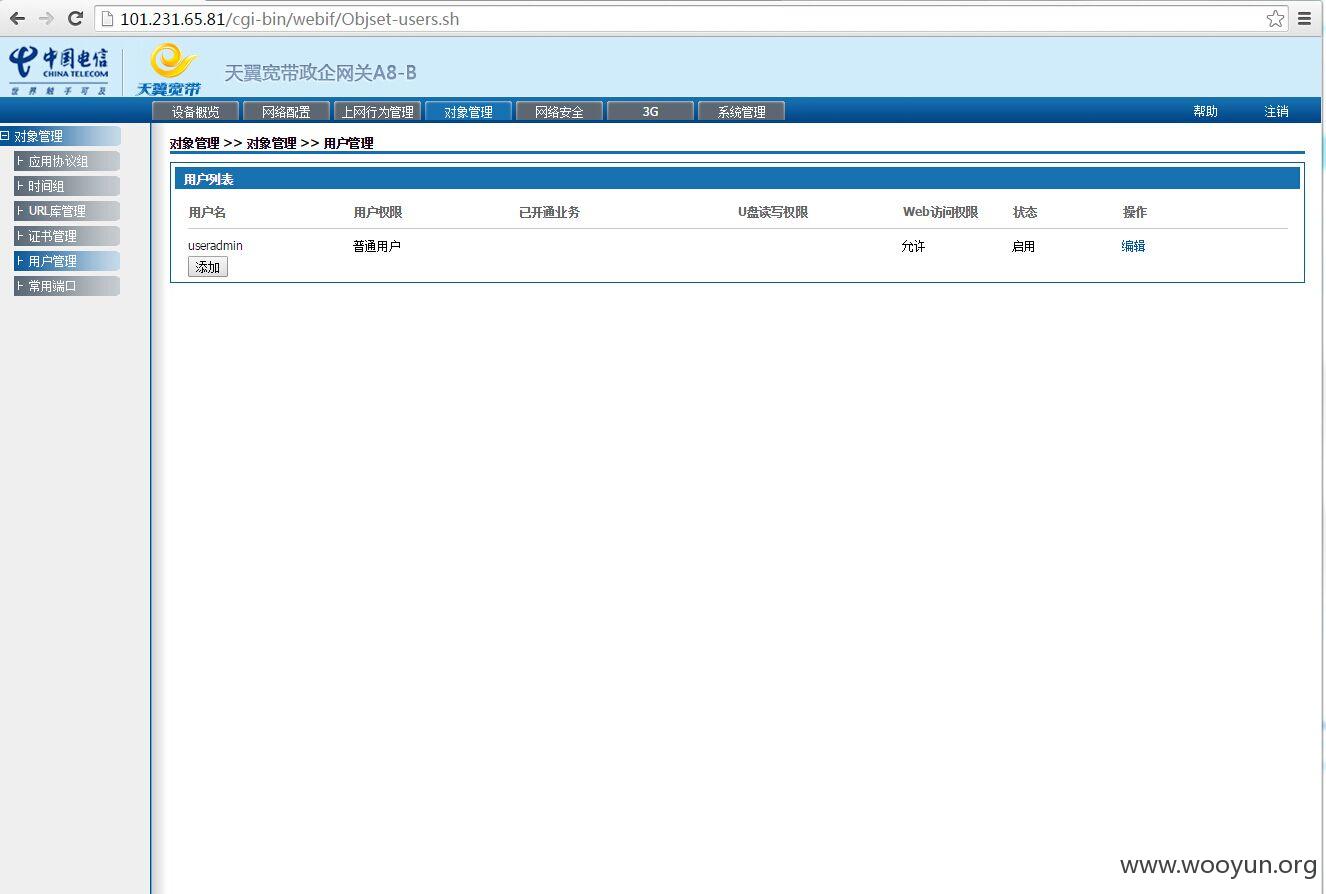 101.231.65.81/cgi-bin/webif/Objset-users.sh
中国电信
CHINA TELECOM
世界触手可及
天翼宽带
天翼宽带政企网关A8-B
设备概览 网络配置 上网行为管理 对象管理 网络安全 3G 系统管理 帮助 注销
对象管理
应用协议组
时间组
URL库管理
证书管理
用户管理
常用端口
对象管理 >> 对象管理 >> 用户管理
用户列表
用户名 用户权限 已开通业务 U盘读写权限 Web访问权限 状态 操作
useradmin 普通用户 允许 启用 编辑
添加
www.wooyun.org